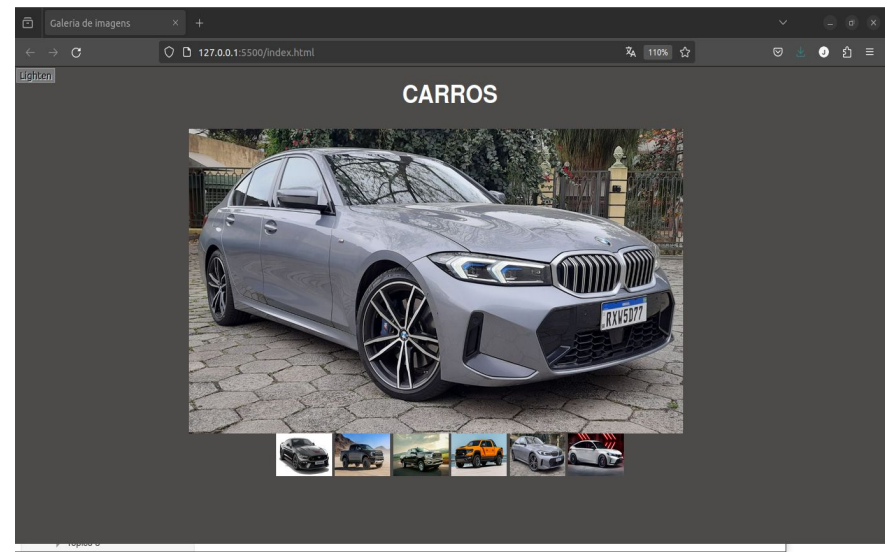 Galeria de imagens
127.0.0.1:5500/index.html
110%
Lighten
CARROS
RXW5D77